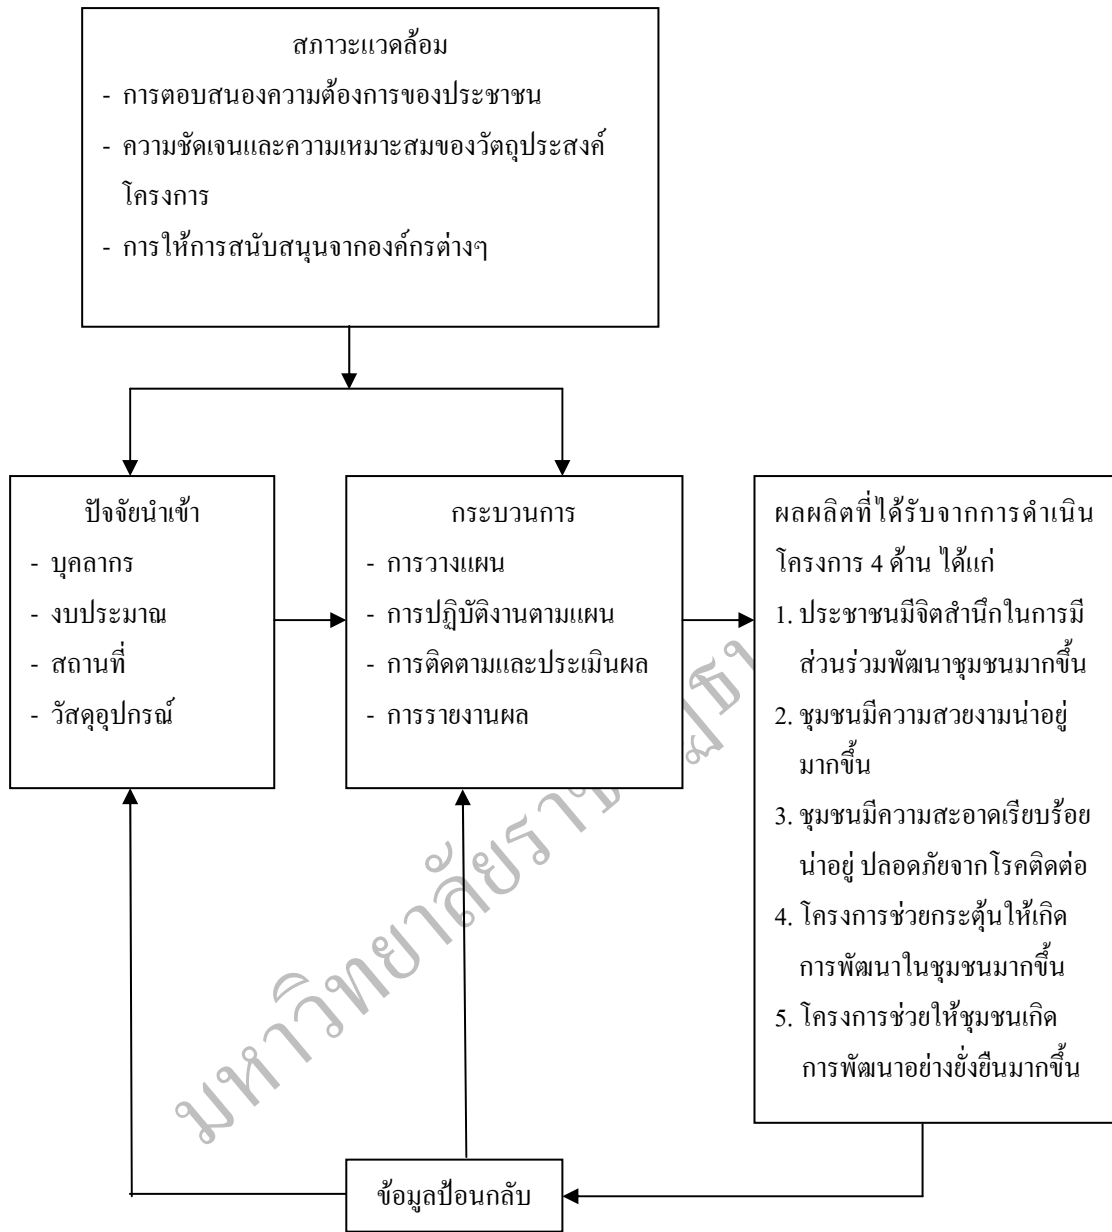 สภาวะแวดล้อม
- การตอบสนองความต้องการของประชาชน
- ความชัดเจนและความเหมาะสมของวัตถุประสงค์
โครงการ
- การให้การสนับสนุนจากองค์กรต่างๆ
ปัจจัยนำเข้า
- บุคลากร
- งบประมาณ
- สถานที่
- วัสดุอุปกรณ์
กระบวนการ
- การวางแผน
- การปฏิบัติงานตามแผน
- การติดตามและประเมินผล
- การรายงานผล
ผลผลิตที่ได้รับจากการดำเนิน
โครงการ 4 ด้าน ได้แก่
1. ประชาชนมีจิตสำนึกในการมี
ส่วนร่วมพัฒนาชุมชนมากขึ้น
2. ชุมชนมีความสวยงามน่าอยู่
มากขึ้น
3. ชุมชนมีความสะอาดเรียบร้อย
น่าอยู่ ปลอดภัยจากโรคติดต่อ
4. โครงการช่วยกระตุ้นให้เกิด
การพัฒนาในชุมชนมากขึ้น
5. โครงการช่วยให้ชุมชนเกิด
การพัฒนาอย่างยั่งยืนมากขึ้น
ข้อมูลป้อนกลับ